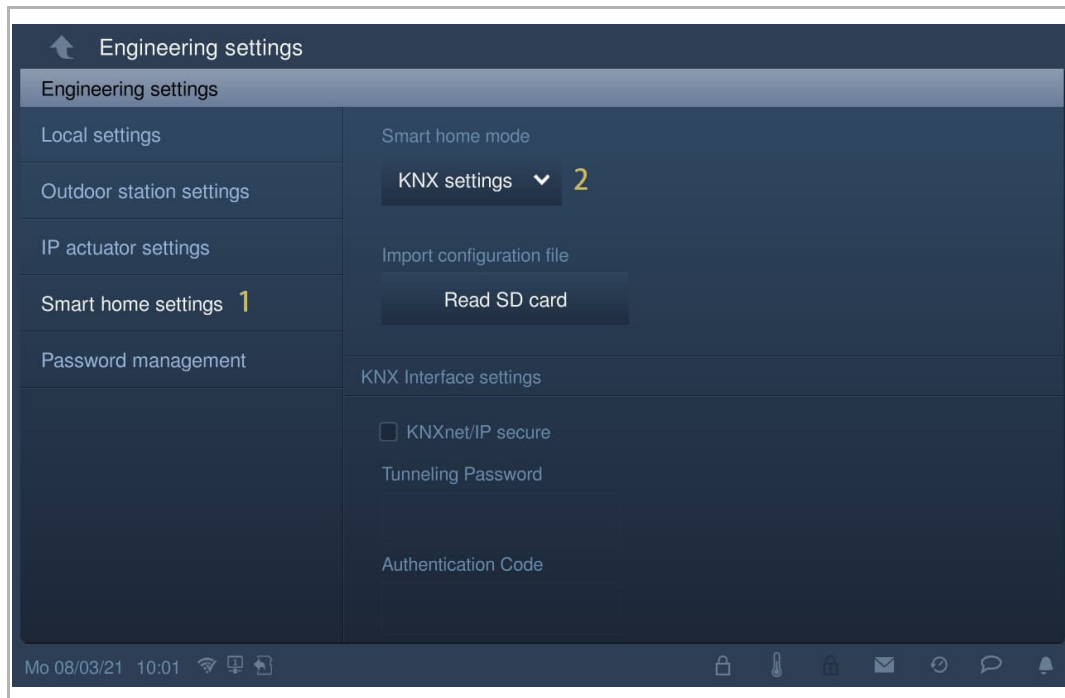 Engineering settings
Engineering settings
Local settings
Outdoor station settings
IP actuator settings
Smart home settings 1
Password management
Smart home mode
KNX settings 2
Import configuration file
Read SD card
KNX Interface settings
KNXnet/IP secure
Tunneling Password
Authentication Code
Mo 08/03/21 10:01